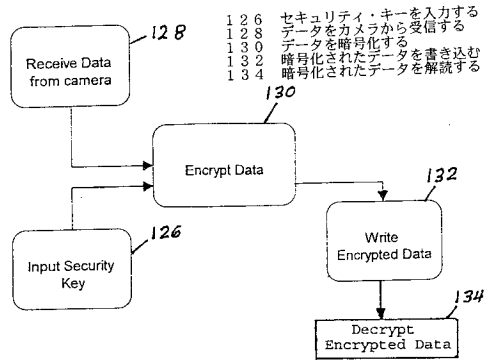 128
Receive Data
from camera
126 セキュリティ・キーを入力する
128 データをカメラから受信する
130 データを暗号化する
132 暗号化されたデータを書き込む
134 暗号化されたデータを解読する
130
Encrypt Data
132
Write
Encrypted Data
126
Input Security
Key
134
Decrypt
Encrypted Data